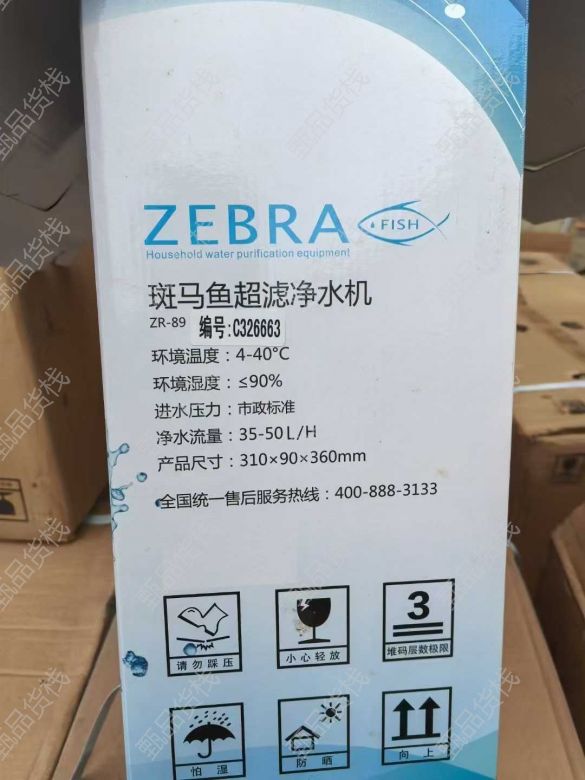 ZEBRA FISH
Household water purification equipment
斑马鱼超滤净水机
ZR-89 编号:C326663
环境温度：4-40°C
环境湿度：≤90%
进水压力：市政标准
净水流量：35-50L/H
产品尺寸：310×90×360mm
全国统一售后服务热线：400-888-3133
请勿踩压
小心轻放
3
堆码层数极限
怕湿
防晒
向上
甄品货栈